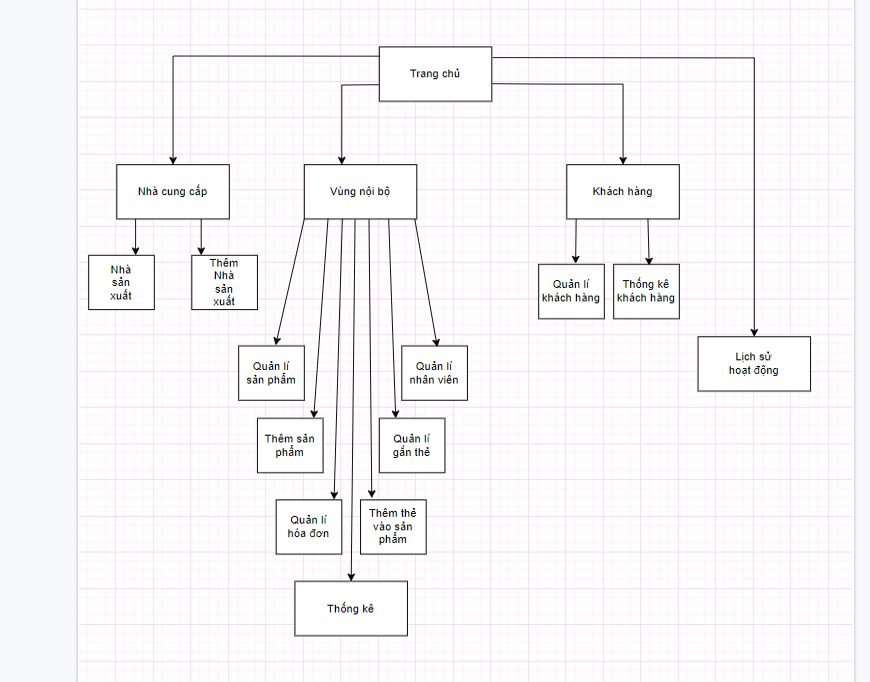 Trang chủ
Nhà cung cấp
Vùng nội bộ
Khách hàng
Nhà
sản
xuất
Thêm
Nhà
sản
xuất
Quản lí
khách hàng
Thống kê
khách hàng
Lịch sử
hoạt động
Quản lí
sản phẩm
Quản lí
nhân viên
Thêm sản
phẩm
Quản lí
gắn thẻ
Quản lí
hóa đơn
Thêm thẻ
vào sản
phẩm
Thống kê